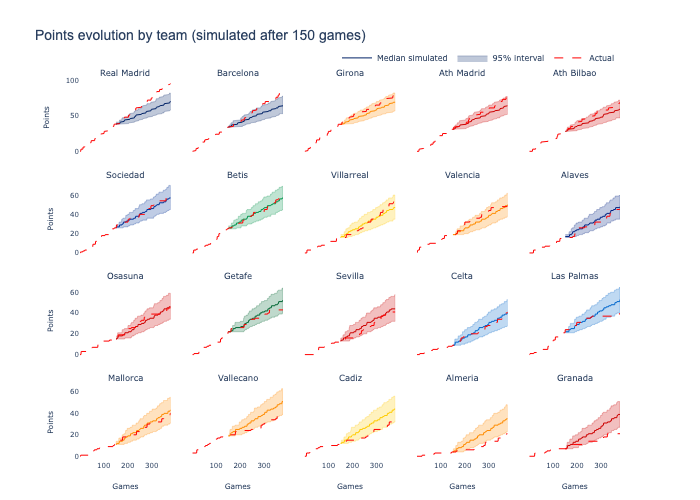 Points evolution by team (simulated after 150 games)
Median simulated 95% interval Actual
Real Madrid Barcelona Girona Ath Madrid Ath Bilbao
100
50
0
Points
Sociedad Betis Villarreal Valencia Alaves
60
40
20
0
Points
Osasuna Getafe Sevilla Celta Las Palmas
60
40
20
0
Points
Mallorca Vallecano Cadiz Almeria Granada
60
40
20
0
Points
100 200 300 100 200 300 100 200 300 100 200 300 100 200 300
Games Games Games Games Games